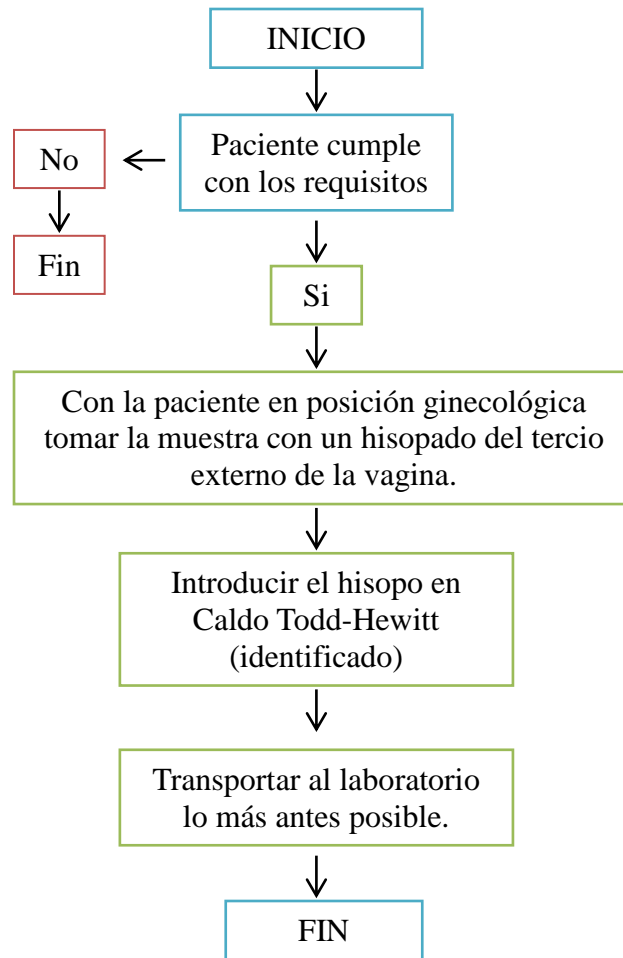 INICIO
Paciente cumple
con los requisitos
No
Fin
Si
Con la paciente en posición ginecológica
tomar la muestra con un hisopado del tercio
externo de la vagina.
Introducir el hisopo en
Caldo Todd-Hewitt
(identificado)
Transportar al laboratorio
lo más antes posible.
FIN